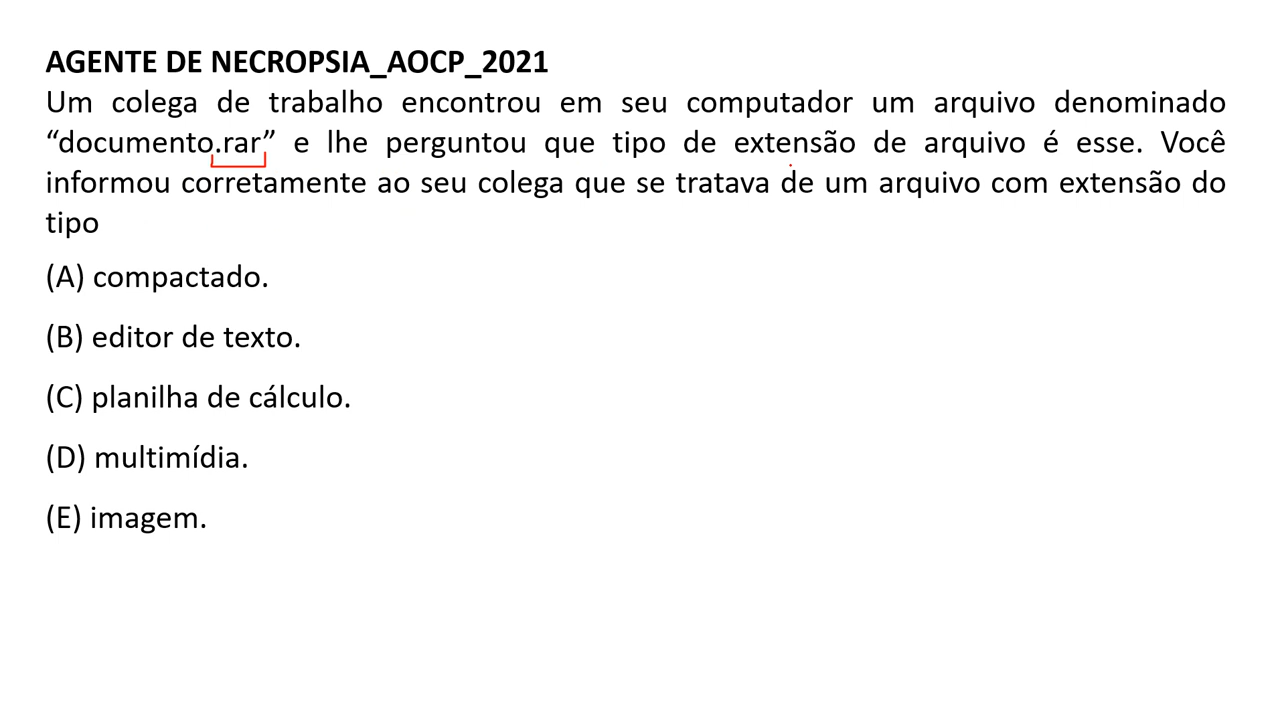 AGENTE DE NECROPSIA_AOCP_2021
Um colega de trabalho encontrou em seu computador um arquivo denominado
“documento.rar” e lhe perguntou que tipo de extensão de arquivo é esse. Você
informou corretamente ao seu colega que se tratava de um arquivo com extensão do
tipo
(A) compactado.
(B) editor de texto.
(C) planilha de cálculo.
(D) multimídia.
(E) imagem.